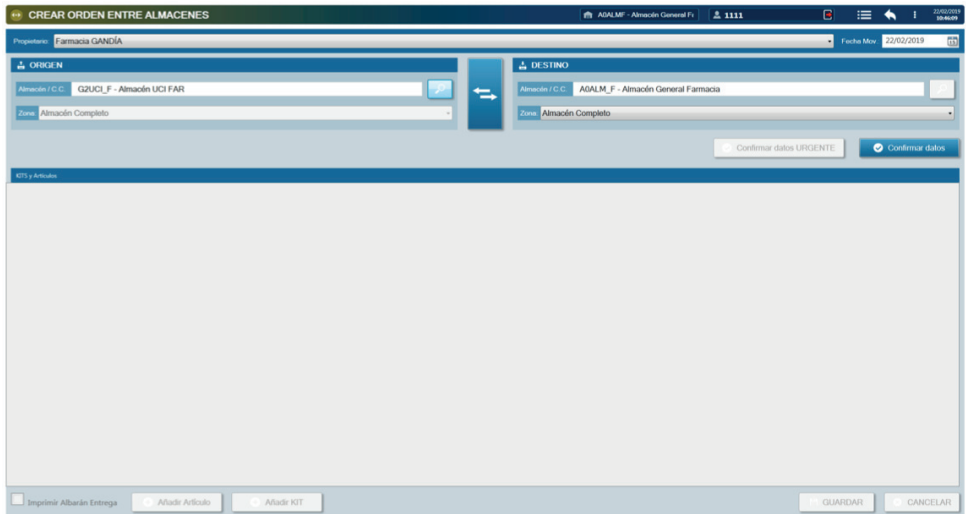 CREAR ORDEN ENTRE ALMACENES
A0ALMF - Almacén General Fa
1111
22/02/2019
10:46:09
Propietario: Farmacia GANDÍA
Fecha Mov. 22/02/2019
ORIGEN
DESTINO
Almacén / C.C. G2UCI_F - Almacén UCI FAR
Almacén / C.C. A0ALM_F - Almacén General Farmacia
Zona Almacén Completo
Zona Almacén Completo
Confirmar datos URGENTE
Confirmar datos
KITS y Artículos
Imprimir Albarán Entrega
Añadir Artículo
Añadir KIT
GUARDAR
CANCELAR